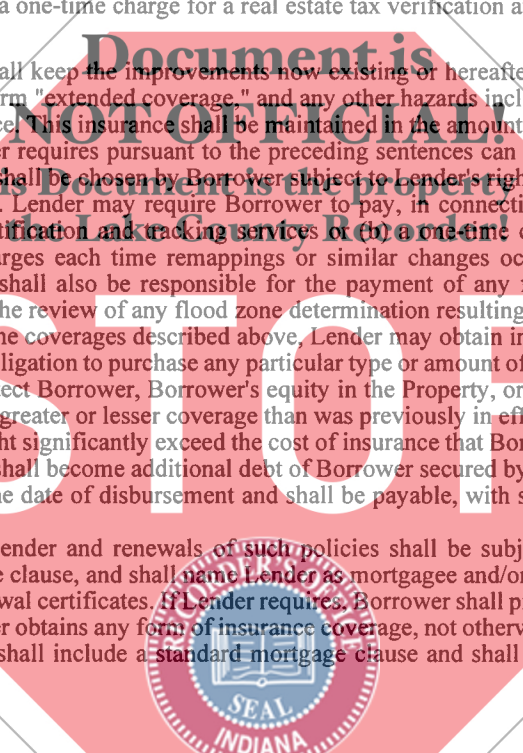 a one-time charge for a real estate tax verification a
Document is
all keep the improvements now existing or hereafte
rm "extended coverage," and any other hazards incl
NOT OFFICIAL!
ce. This insurance shall be maintained in the amount
r requires pursuant to the preceding sentences can
shall be chosen by Borrower subject to Lender's righ
is Document is the property
. Lender may require Borrower to pay, in connecti
tification and tracking services or (b) a one-time c
the Lake County Recorder!
arges each time remappings or similar changes oc
shall also be responsible for the payment of any
he review of any flood zone determination resulting
STOP
ne coverages described above, Lender may obtain in
ligation to purchase any particular type or amount of
ect Borrower, Borrower's equity in the Property, or
greater or lesser coverage than was previously in eff
ht significantly exceed the cost of insurance that Bor
shall become additional debt of Borrower secured by
ne date of disbursement and shall be payable, with s
ender and renewals of such policies shall be subj
e clause, and shall name Lender as mortgagee and/or
wal certificates. If Lender requires, Borrower shall p
r obtains any form of insurance coverage, not otherw
shall include a standard mortgage clause and shall
RECORDER'S OFFICE
SEAL
INDIANA